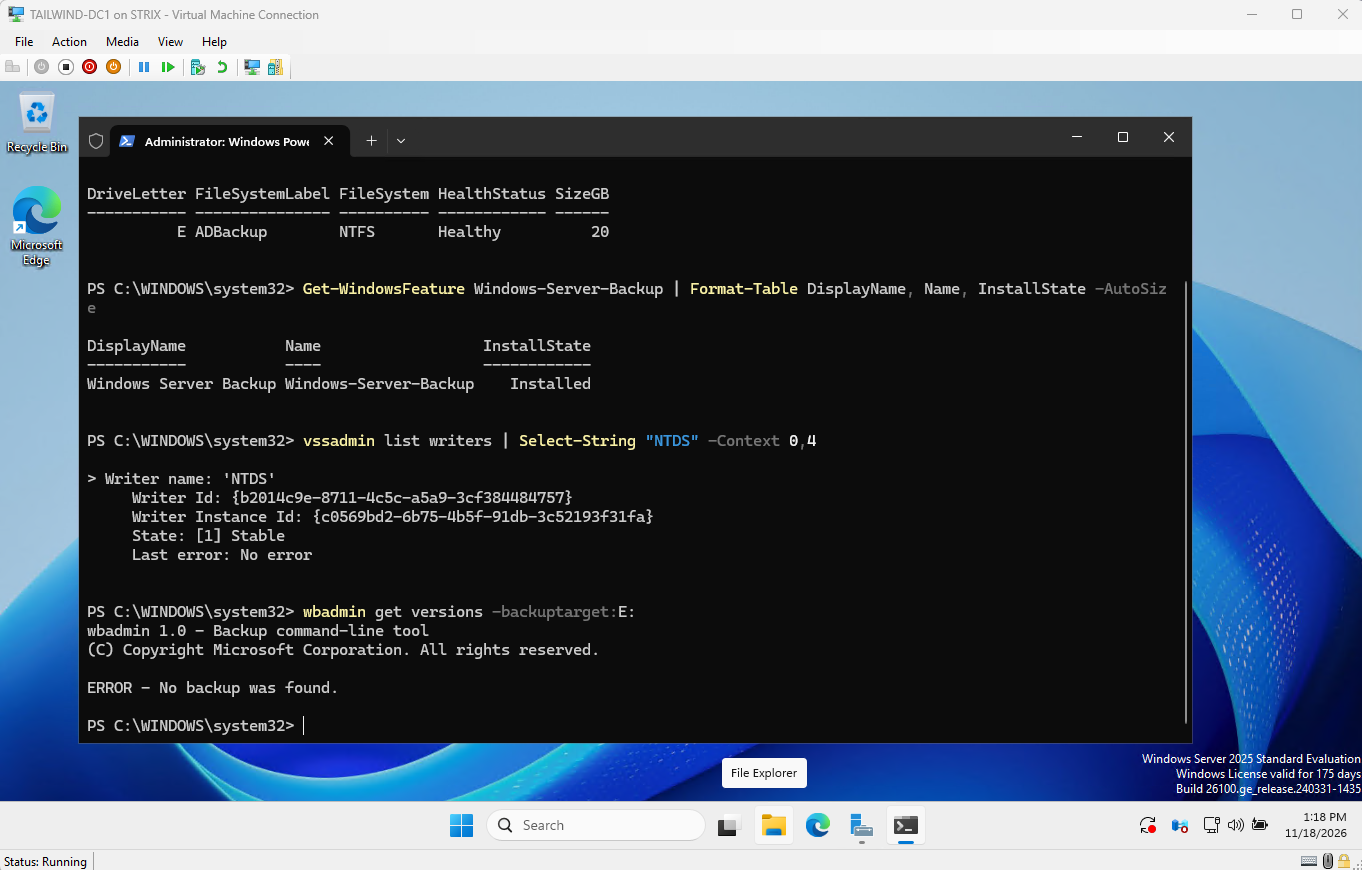 TAILWIND-DC1 on STRIX - Virtual Machine Connection
File Action Media View Help
Recycle Bin
Microsoft
Edge
Administrator: Windows Powe
DriveLetter FileSystemLabel FileSystem HealthStatus SizeGB
----------- --------------- ---------- ------------ ------
E ADBackup NTFS Healthy 20
PS C:\WINDOWS\system32> Get-WindowsFeature Windows-Server-Backup | Format-Table DisplayName, Name, InstallState -AutoSiz
e
DisplayName Name InstallState
----------- ---- ------------
Windows Server Backup Windows-Server-Backup Installed
PS C:\WINDOWS\system32> vssadmin list writers | Select-String "NTDS" -Context 0,4
> Writer name: 'NTDS'
Writer Id: {b2014c9e-8711-4c5c-a5a9-3cf384484757}
Writer Instance Id: {c0569bd2-6b75-4b5f-91db-3c52193f31fa}
State: [1] Stable
Last error: No error
PS C:\WINDOWS\system32> wbadmin get versions -backuptarget:E:
wbadmin 1.0 - Backup command-line tool
(C) Copyright Microsoft Corporation. All rights reserved.
ERROR - No backup was found.
PS C:\WINDOWS\system32>
Windows Server 2025 Standard Evaluation
Windows License valid for 175 days
Build 26100.ge_release.240331-1435
File Explorer
Search
1:18 PM
11/18/2026
Status: Running